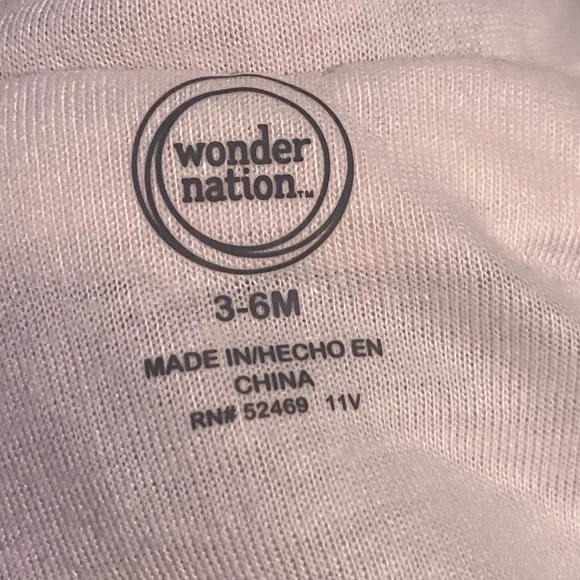 wonder
nation™
3-6M
MADE IN/HECHO EN
CHINA
RN# 52469 11V